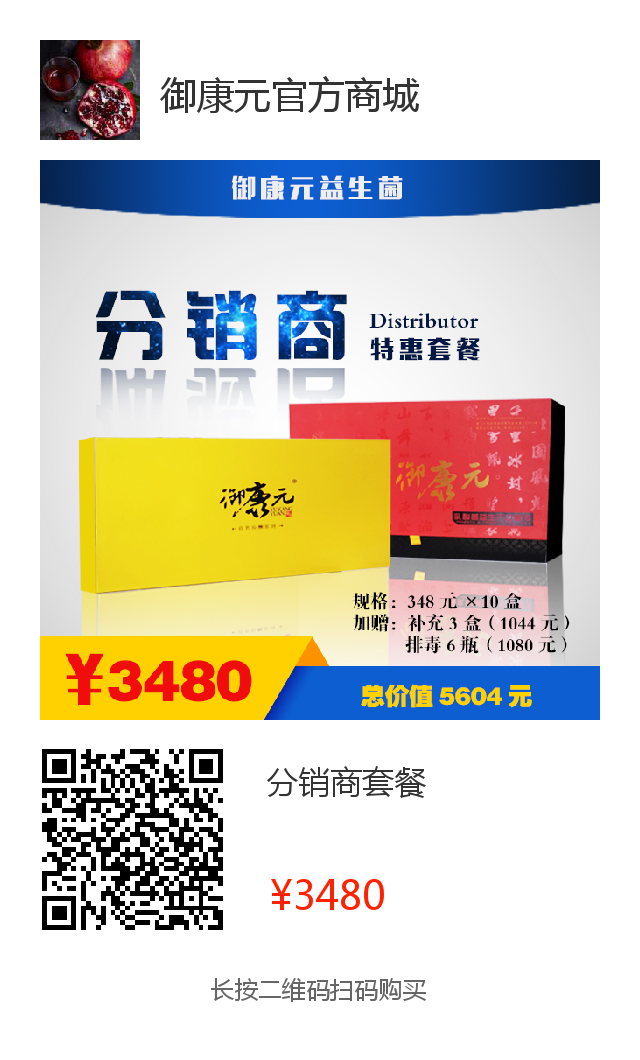 御康元官方商城
御康元益生菌
分销商
Distributor
特惠套餐
御康元
御康元
规格：348 元 ×10 盒
加赠：补充 3 盒（1044 元）
排毒 6 瓶（1080 元）
¥3480
总价值 5604 元
分销商套餐
¥3480
长按二维码扫码购买